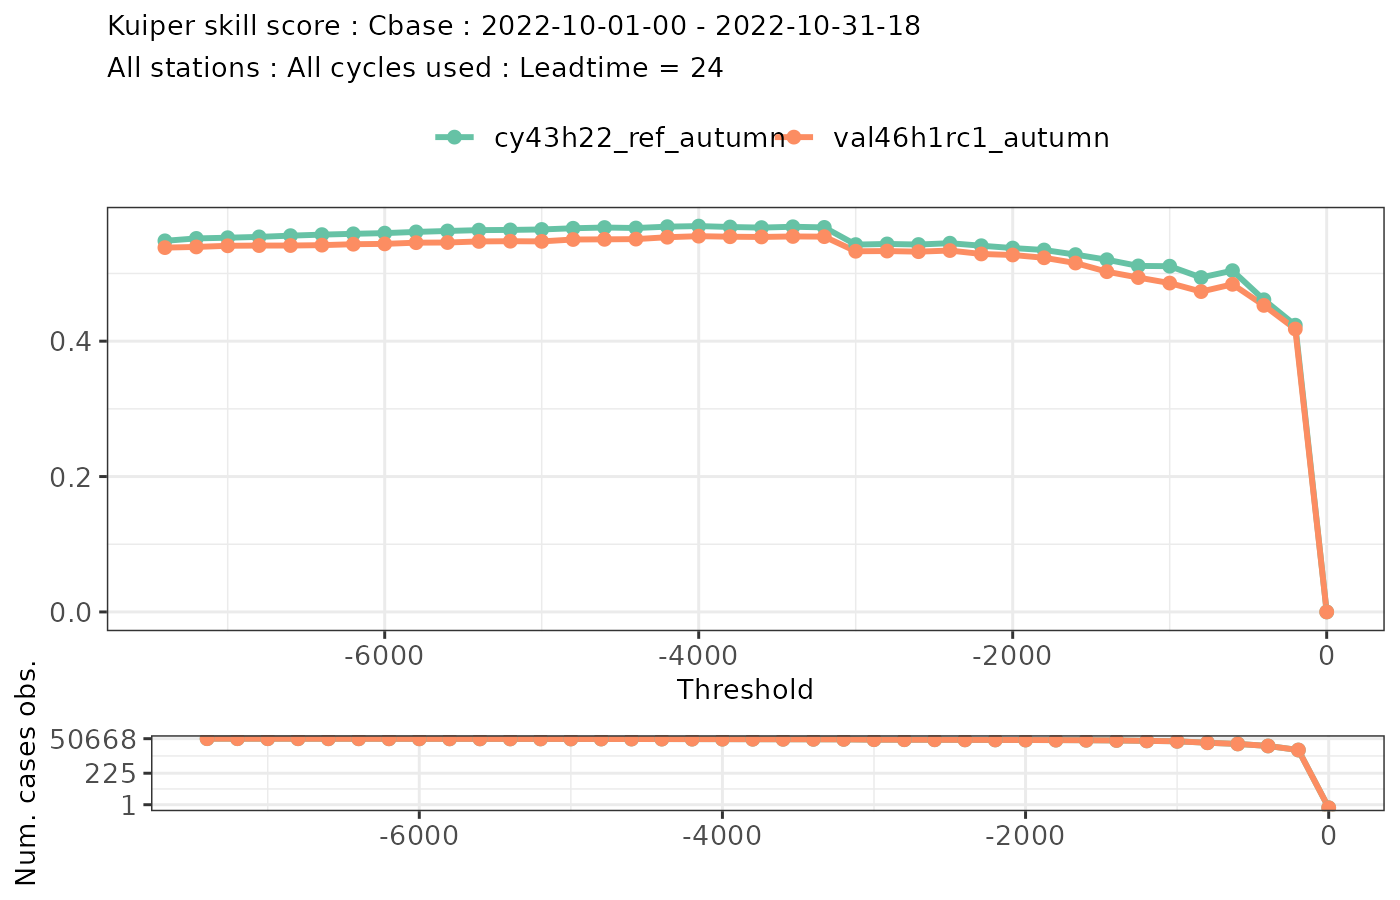 Kuiper skill score : Cbase : 2022-10-01-00 - 2022-10-31-18
All stations : All cycles used : Leadtime = 24
cy43h22_ref_autumn val46h1rc1_autumn
0.4
0.2
0.0
-6000 -4000 -2000 0
Threshold
Num. cases obs.
50668
225
1
-6000 -4000 -2000 0